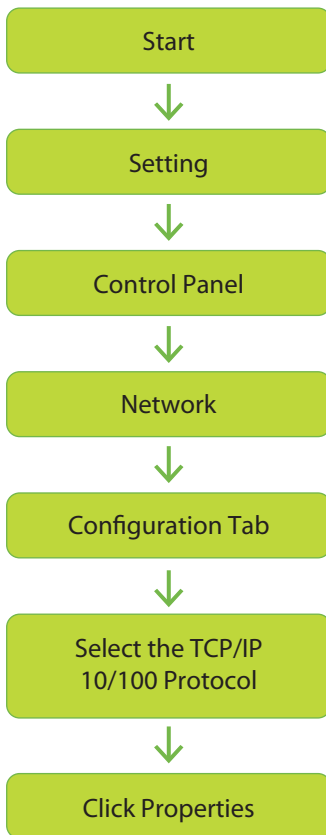 Start
Setting
Control Panel
Network
Configuration Tab
Select the TCP/IP
10/100 Protocol
Click Properties